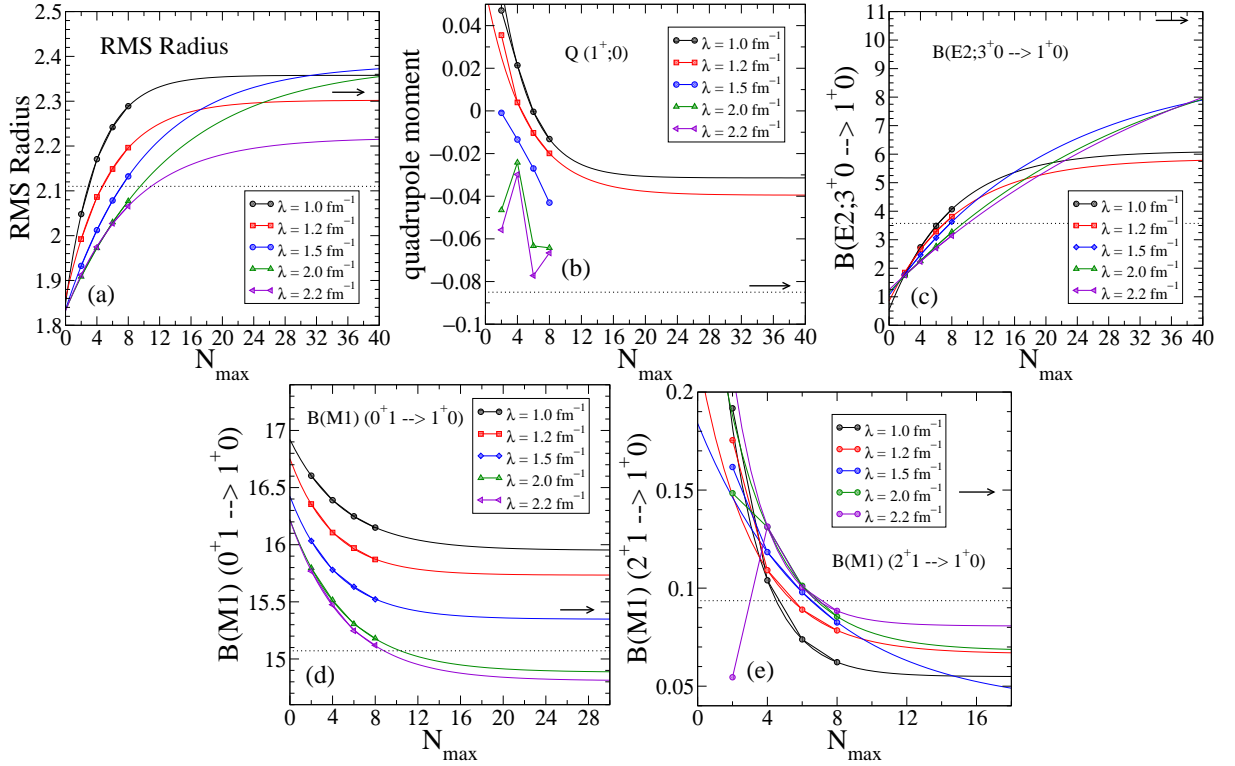 RMS Radius
RMS Radius
2.5
2.4
2.3
2.2
2.1
2
1.9
1.8
0 4 8 12 16 20 24 28 32 36 40
N_max
(a)
λ = 1.0 fm⁻¹
λ = 1.2 fm⁻¹
λ = 1.5 fm⁻¹
λ = 2.0 fm⁻¹
λ = 2.2 fm⁻¹
quadrupole moment
Q (1⁺;0)
0.04
0.02
0
−0.02
−0.04
−0.06
−0.08
−0.1
0 4 8 12 16 20 24 28 32 36 40
N_max
(b)
λ = 1.0 fm⁻¹
λ = 1.2 fm⁻¹
λ = 1.5 fm⁻¹
λ = 2.0 fm⁻¹
λ = 2.2 fm⁻¹
B(E2;3⁺0 --> 1⁺0)
B(E2;3⁺0 --> 1⁺0)
11
10
9
8
7
6
5
4
3
2
1
0
0 4 8 12 16 20 24 28 32 36 40
N_max
(c)
λ = 1.0 fm⁻¹
λ = 1.2 fm⁻¹
λ = 1.5 fm⁻¹
λ = 2.0 fm⁻¹
λ = 2.2 fm⁻¹
B(M1) (0⁺1 --> 1⁺0)
B(M1) (0⁺1 --> 1⁺0)
17
16.5
16
15.5
15
0 4 8 12 16 20 24 28
N_max
(d)
λ = 1.0 fm⁻¹
λ = 1.2 fm⁻¹
λ = 1.5 fm⁻¹
λ = 2.0 fm⁻¹
λ = 2.2 fm⁻¹
B(M1) (2⁺1 --> 1⁺0)
B(M1) (2⁺1 --> 1⁺0)
0.2
0.15
0.1
0.05
0 4 8 12 16
N_max
(e)
λ = 1.0 fm⁻¹
λ = 1.2 fm⁻¹
λ = 1.5 fm⁻¹
λ = 2.0 fm⁻¹
λ = 2.2 fm⁻¹